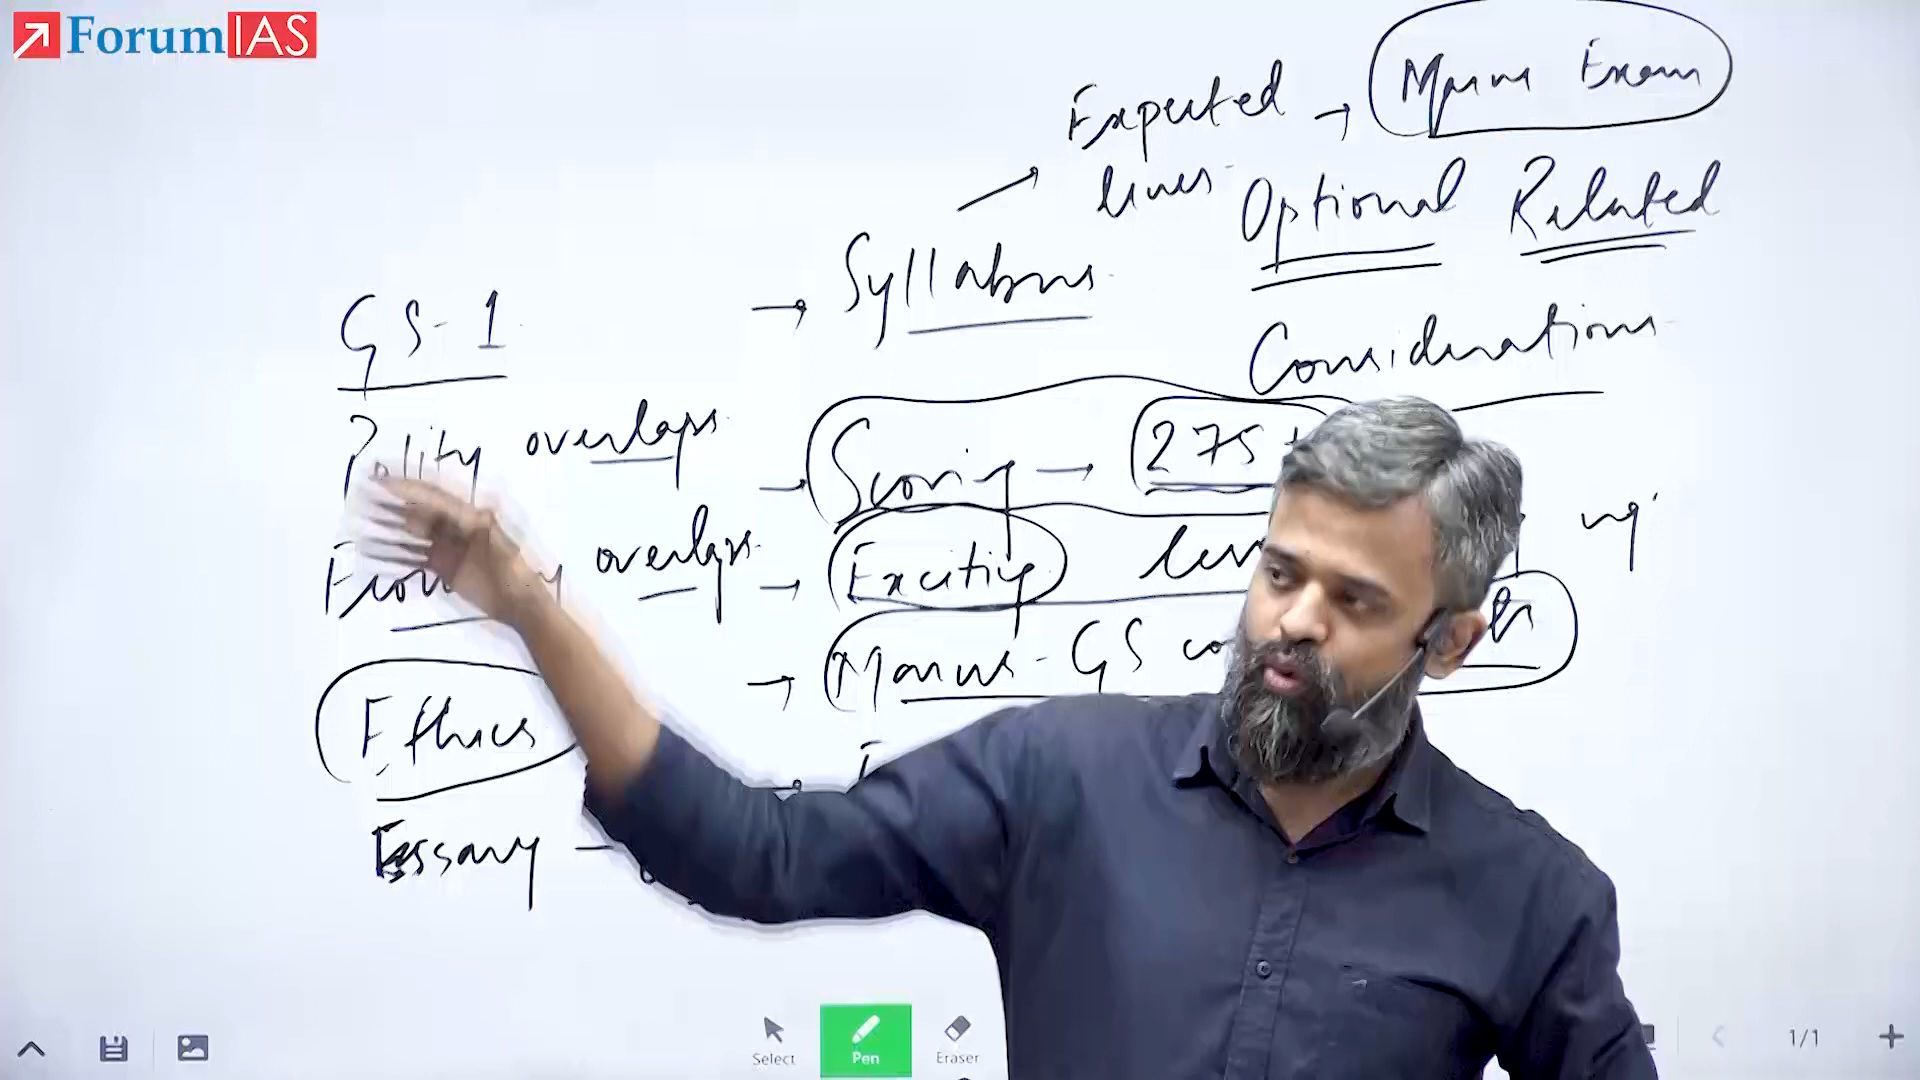 ForumIAS
Expected → Mains Exam
lines
Optional Related
→ Syllabus
GS-1
Considerations
Polity overlaps
→ Scoring → 275+
overlaps
→ Exciting
→ Mains - GS
Ethics
Essay -
Select
Pen
Eraser
1/1